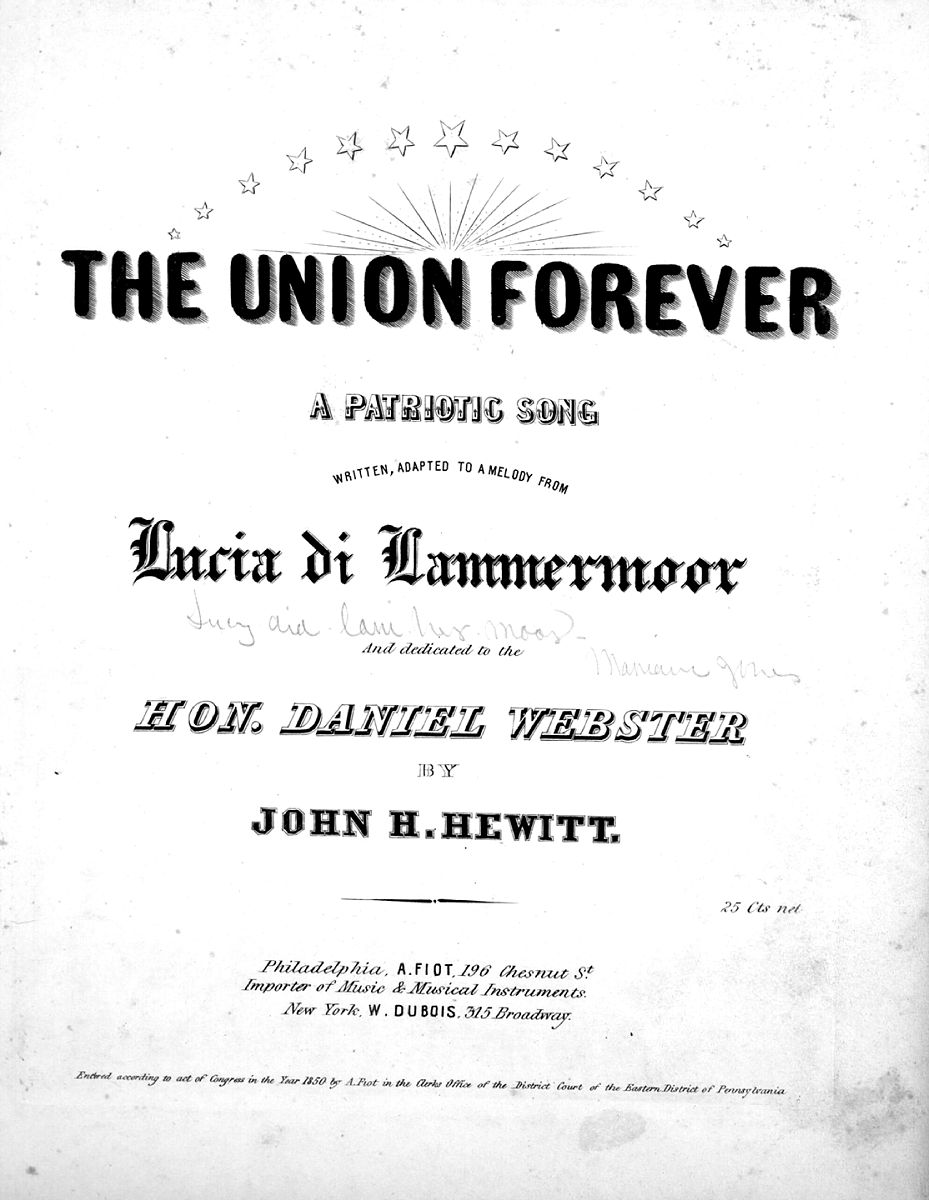 THE UNION FOREVER
A PATRIOTIC SONG
WRITTEN, ADAPTED TO A MELODY FROM
Lucia di Lammermoor
Lucy did lam her moor
And dedicated to the
HON. DANIEL WEBSTER
BY
JOHN H. HEWITT.
25 Cts net
Philadelphia, A. FIOT, 196 Chesnut St
Importer of Music & Musical Instruments.
New York, W. DUBOIS, 315 Broadway.
Entered according to act of Congress in the Year 1850 by A. Fiot in the Clerks Office of the District Court of the Eastern District of Pennsylvania